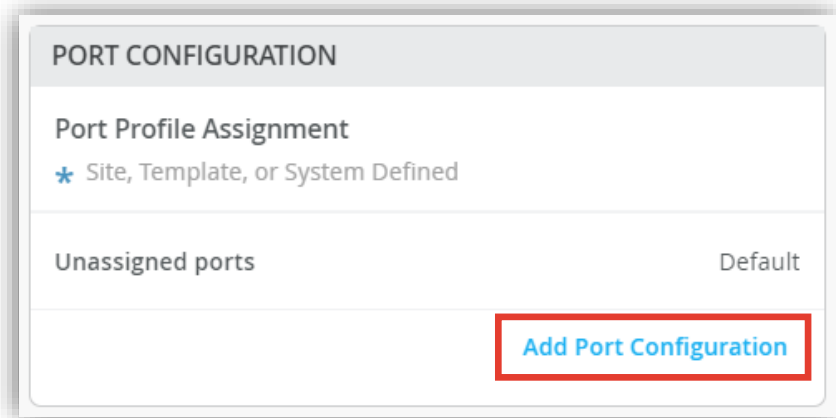 PORT CONFIGURATION
Port Profile Assignment
* Site, Template, or System Defined
Unassigned ports Default
Add Port Configuration